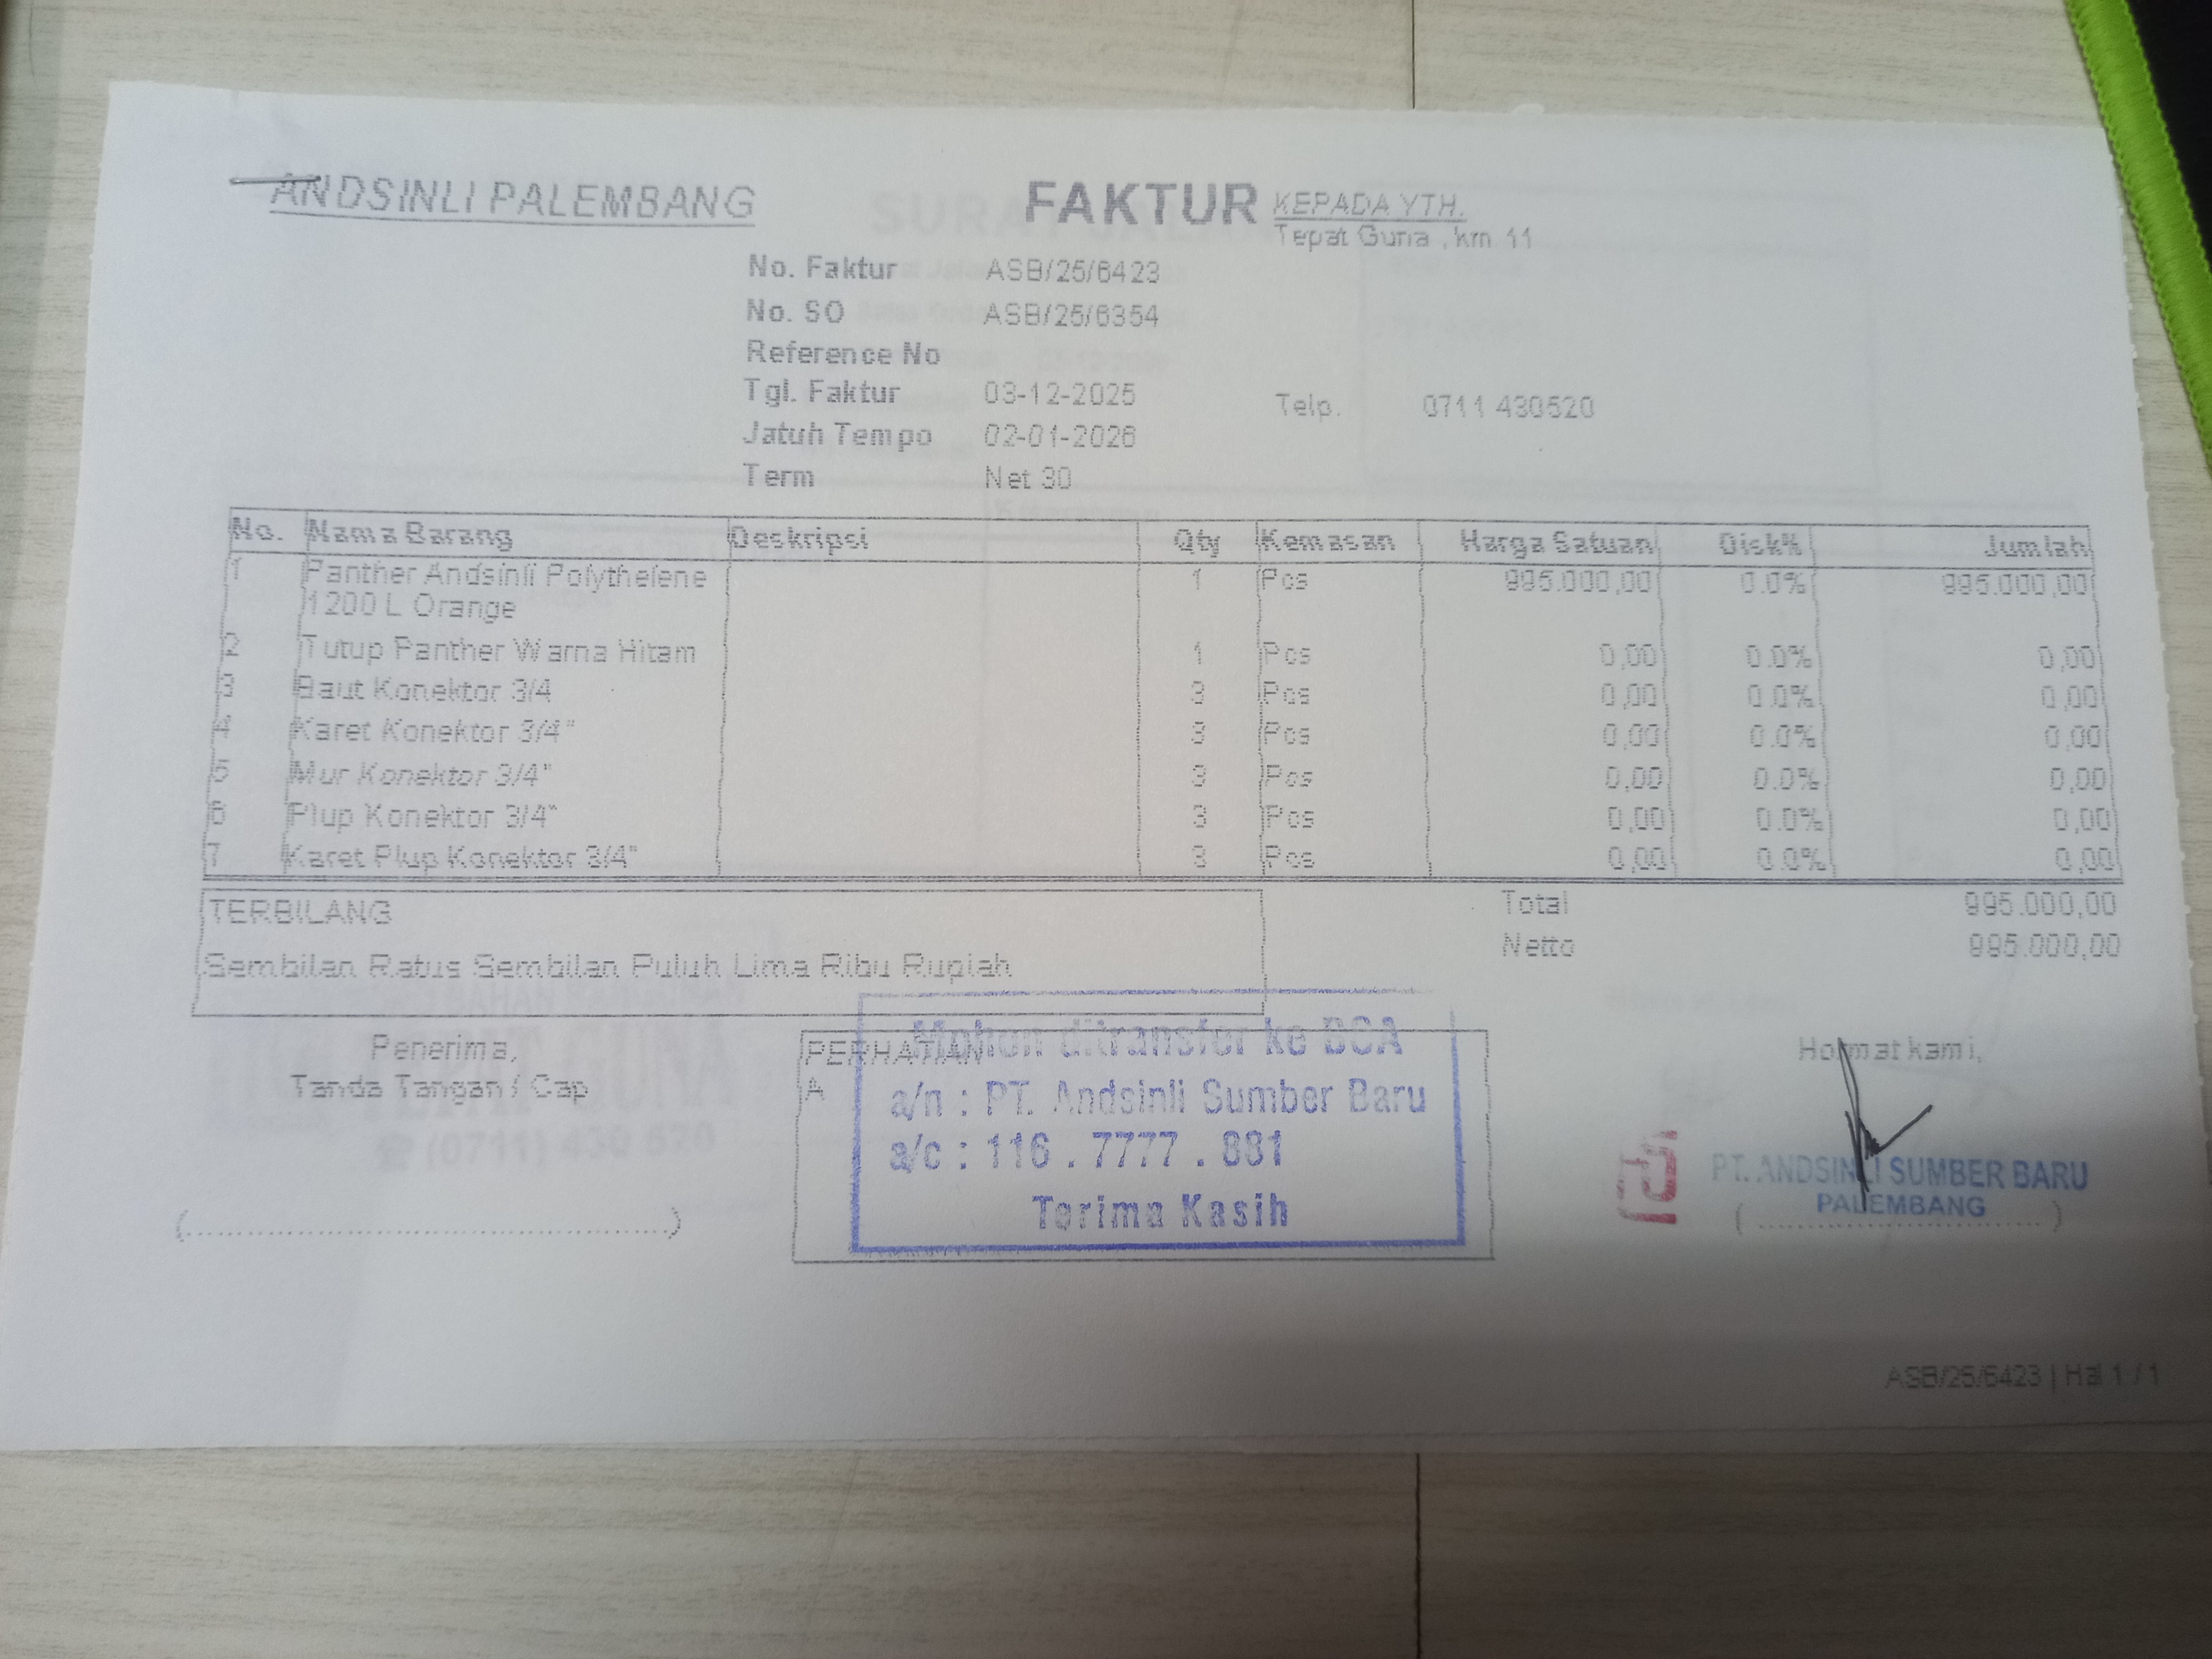 ANDSINLI PALEMBANG
FAKTUR
KEPADA YTH.
Tepat Guna , km 11
No. Faktur ASB/25/6423
No. SO ASB/25/6354
Reference No
Tgl. Faktur 03-12-2025
Telp. 0711 430520
Jatuh Tempo 02-01-2026
Term Net 30
No. Nama Barang Deskripsi Qty Kemasan Harga Satuan Disk% Jumlah
1 Panther Andsinli Polythelene 1 Pcs 995.000,00 0.0% 995.000,00
1200 L Orange
2 Tutup Panther Warna Hitam 1 Pcs 0,00 0.0% 0,00
3 Baut Konektor 3/4 3 Pcs 0,00 0.0% 0,00
4 Karet Konektor 3/4" 3 Pcs 0,00 0.0% 0,00
5 Mur Konektor 3/4" 3 Pcs 0,00 0.0% 0,00
6 Plup Konektor 3/4" 3 Pcs 0,00 0.0% 0,00
7 Karet Plup Konektor 3/4" 3 Pcs 0,00 0.0% 0,00
TERBILANG
Total 995.000,00
Netto 995.000,00
Sembilan Ratus Sembilan Puluh Lima Ribu Rupiah
Penerima,
Tanda Tangan / Cap
PERHATIAN
A
Mohon ditransfer ke BCA
a/n : PT. Andsinli Sumber Baru
a/c : 116 . 7777 . 881
Terima Kasih
Hormat kami,
PT. ANDSINLI SUMBER BARU
PALEMBANG
(0711) 430 520
ASB/25/6423 | Hal 1 / 1